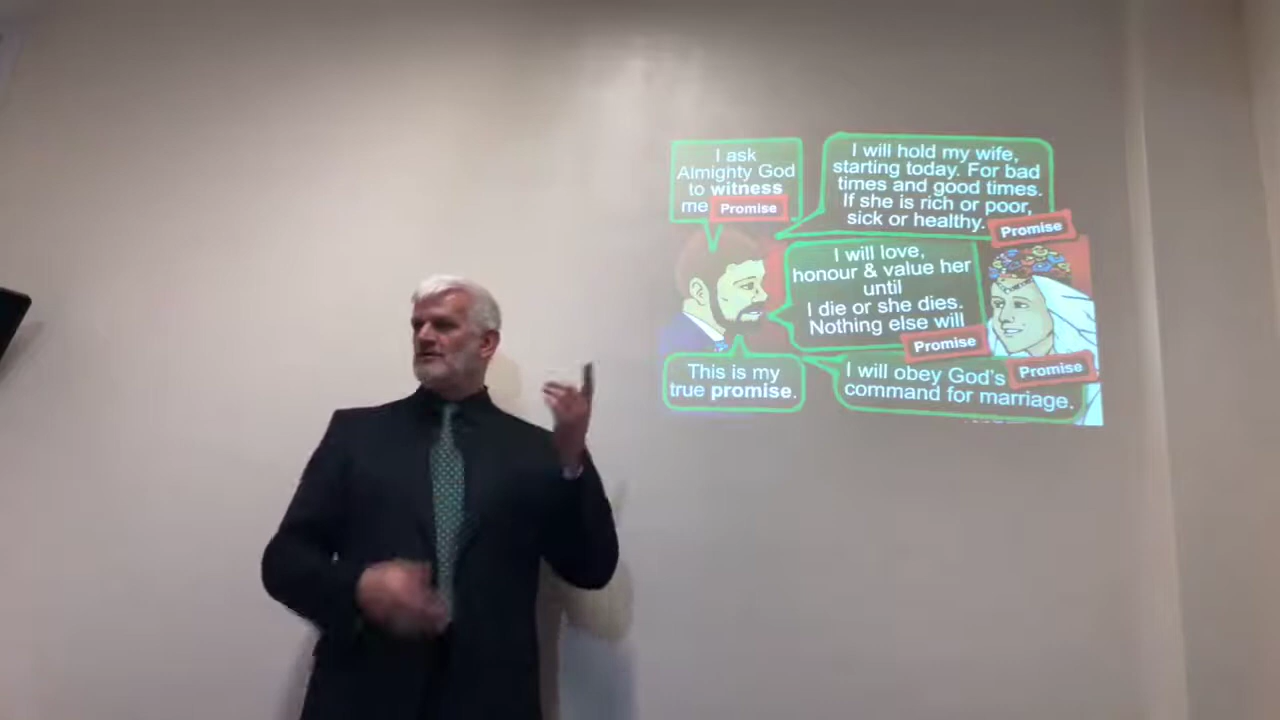 I ask
Almighty God
to witness
me Promise
I will hold my wife,
starting today. For bad
times and good times.
If she is rich or poor,
sick or healthy.
Promise
I will love,
honour & value her
until
I die or she dies.
Nothing else will
Promise
This is my
true promise.
I will obey God's Promise
command for marriage.